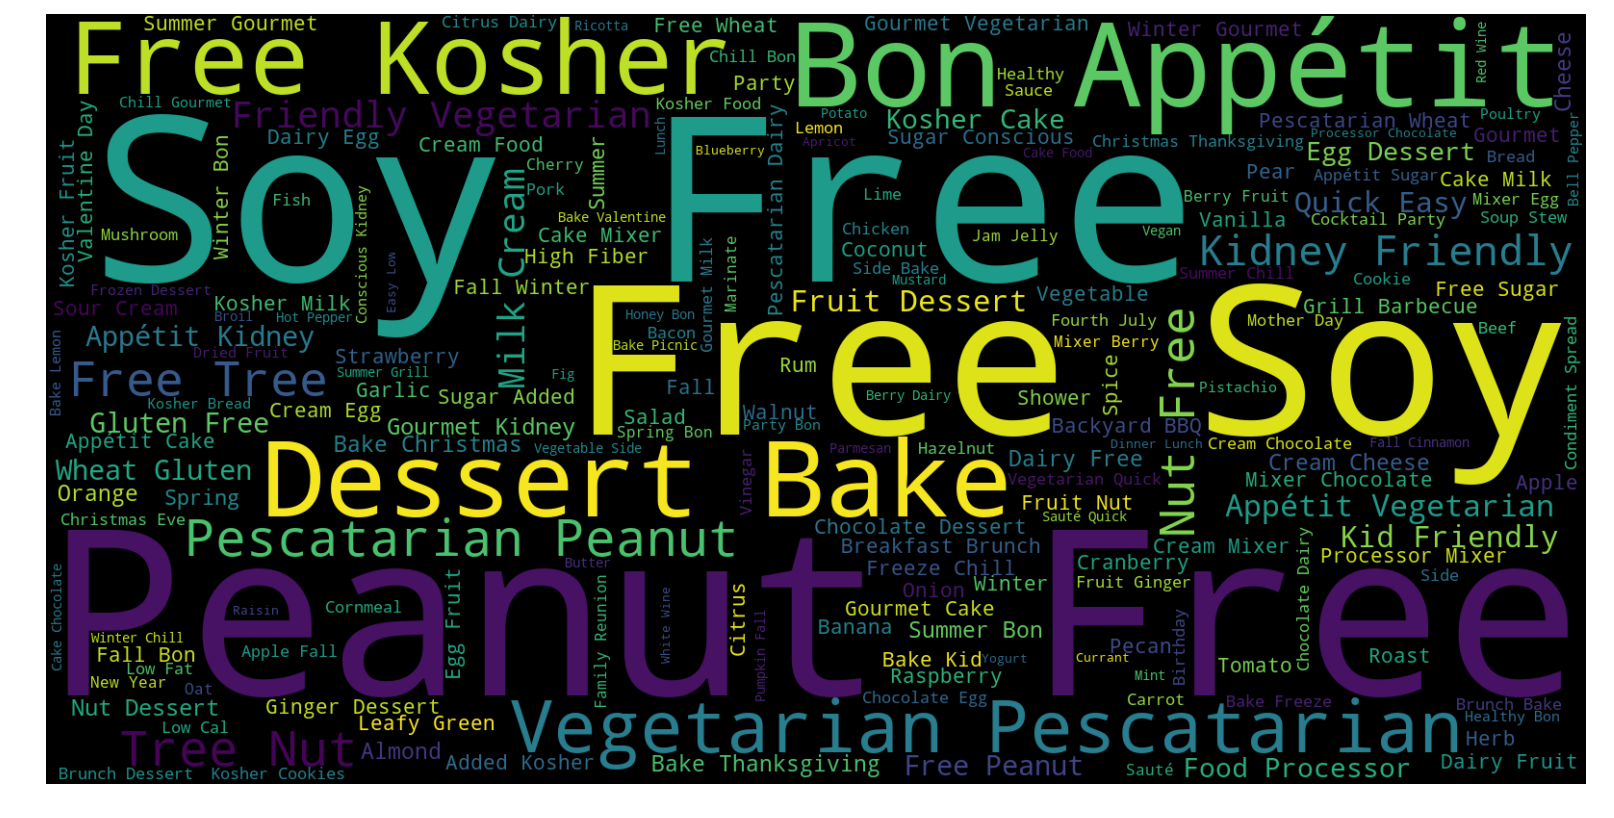 Summer Gourmet
Citrus Dairy
Ricotta
Free Wheat
Gourmet Vegetarian
Winter Gourmet
Red Wine
Free Kosher
Bon Appétit
Chill Bon
Party
Healthy
Sauce
Cheese
Chill Gourmet
Friendly Vegetarian
Kosher Food
Potato
Kosher Cake
Pescatarian Wheat
Poultry
Kosher Fruit
Valentine Day
Dairy Egg
Cream Food
Lunch
Lemon
Apricot
Sugar Conscious
Christmas Thanksgiving
Processor Chocolate
Gourmet
Soy Free
Winter Bon
Cherry
Summer
Blueberry
Pescatarian Dairy
Cake Food
Egg Dessert
Bread
Bell Pepper
Pork
Pear
Appétit Sugar
Cake Milk
Fish
Conscious Kidney
Milk Cream
Lime
Berry Fruit
Quick Easy
Mixer Egg
Mushroom
Bake Valentine
Cake Mixer
Chicken
Jam Jelly
Vegan
Vanilla
Cocktail Party
Soup Stew
High Fiber
Gourmet Milk
Marinate
Coconut
Kidney Friendly
Easy Low
Side Bake
Mustard
Summer Chill
Cookie
Frozen Dessert
Fall Winter
Free Sugar
Sour Cream
Kosher Milk
Fruit Dessert
Vegetable
Grill Barbecue
Broil
Hot Pepper
Honey Bon
Fourth July
Mother Day
Free Soy
Appétit Kidney
Bacon
Beef
Bake Lemon
Dried Fruit
Strawberry
Bake Picnic
Mixer Berry
Nut Free
Condiment Spread
Free Tree
Summer Grill
Fig
Rum
Spice
Garlic
Fall
Pistachio
Kosher Bread
Sugar Added
Berry Dairy
Shower
Gluten Free
Cream Egg
Gourmet Kidney
Salad
Walnut
Party Bon
Backyard BBQ
Spring Bon
Appétit Cake
Bake Christmas
Vegetable Side
Parmesan
Hazelnut
Dinner Lunch
Cream Chocolate
Fall Cinnamon
Wheat Gluten
Dessert Bake
Vinegar
Dairy Free
Cream Cheese
Vegetarian Quick
Mixer Chocolate
Apple
Orange
Spring
Fruit Nut
Appétit Vegetarian
Christmas Eve
Sauté Quick
Pescatarian Peanut
Chocolate Dessert
Kid Friendly
Breakfast Brunch
Cream Mixer
Processor Mixer
Peanut Free
Cake Chocolate
Butter
Freeze Chill
Cranberry
Chocolate Dairy
Side
Egg Fruit
Family Reunion
White Wine
Citrus
Onion
Winter
Fruit Ginger
Raisin
Cornmeal
Gourmet Cake
Banana
Summer Bon
Pumpkin Fall
Birthday
Winter Chill
Fall Bon
Apple Fall
Pecan
Roast
Low Fat
Bake Kid
Yogurt
Currant
Tomato
New Year
Oat
Raspberry
Mint
Nut Dessert
Ginger Dessert
Chocolate Egg
Carrot
Bake Freeze
Brunch Bake
Low Cal
Leafy Green
Vegetarian Pescatarian
Healthy Bon
Tree Nut
Almond
Herb
Added Kosher
Bake Thanksgiving
Free Peanut
Sauté
Food Processor
Dairy Fruit
Brunch Dessert
Kosher Cookies